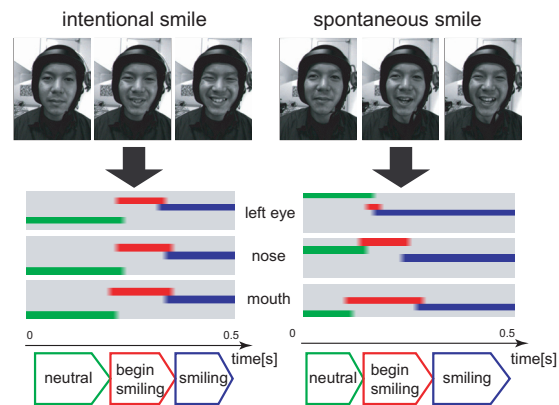 intentional smile
spontaneous smile
left eye
nose
mouth
0
0.5
time[s]
0
0.5
neutral
begin
smiling
smiling
neutral
begin
smiling
smiling